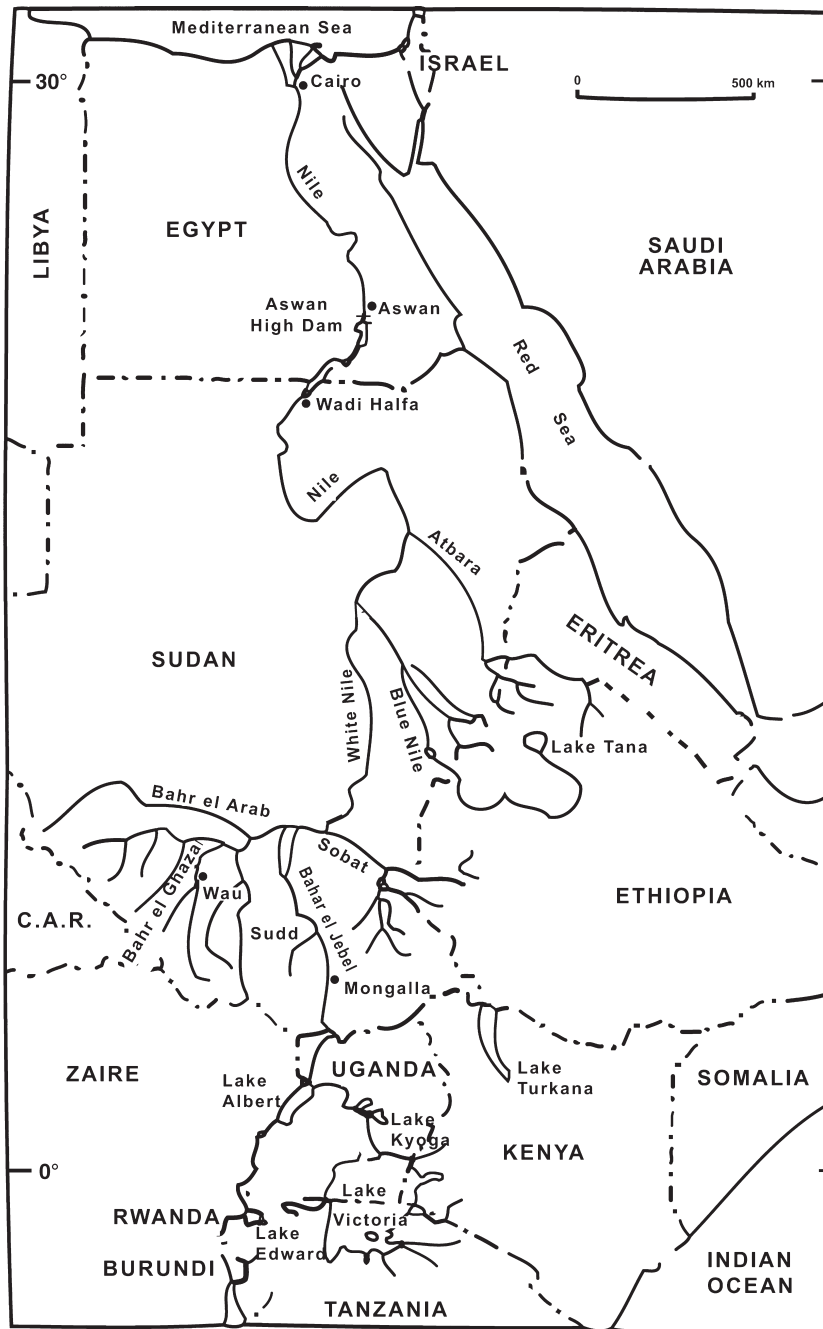 Mediterranean Sea
ISRAEL
30°
Cairo
0
500 km
Nile
LIBYA
EGYPT
SAUDI
ARABIA
Aswan
High Dam
Aswan
Red
Sea
Wadi Halfa
Nile
Atbara
ERITREA
SUDAN
White Nile
Blue Nile
Lake Tana
Bahr el Arab
Sobat
Bahr el Ghazal
Wau
Bahar el Jebel
ETHIOPIA
C.A.R.
Sudd
Mongalla
ZAIRE
UGANDA
Lake
Turkana
SOMALIA
Lake
Albert
Lake
Kyoga
KENYA
0°
Lake
Victoria
RWANDA
Lake
Edward
BURUNDI
INDIAN
OCEAN
TANZANIA